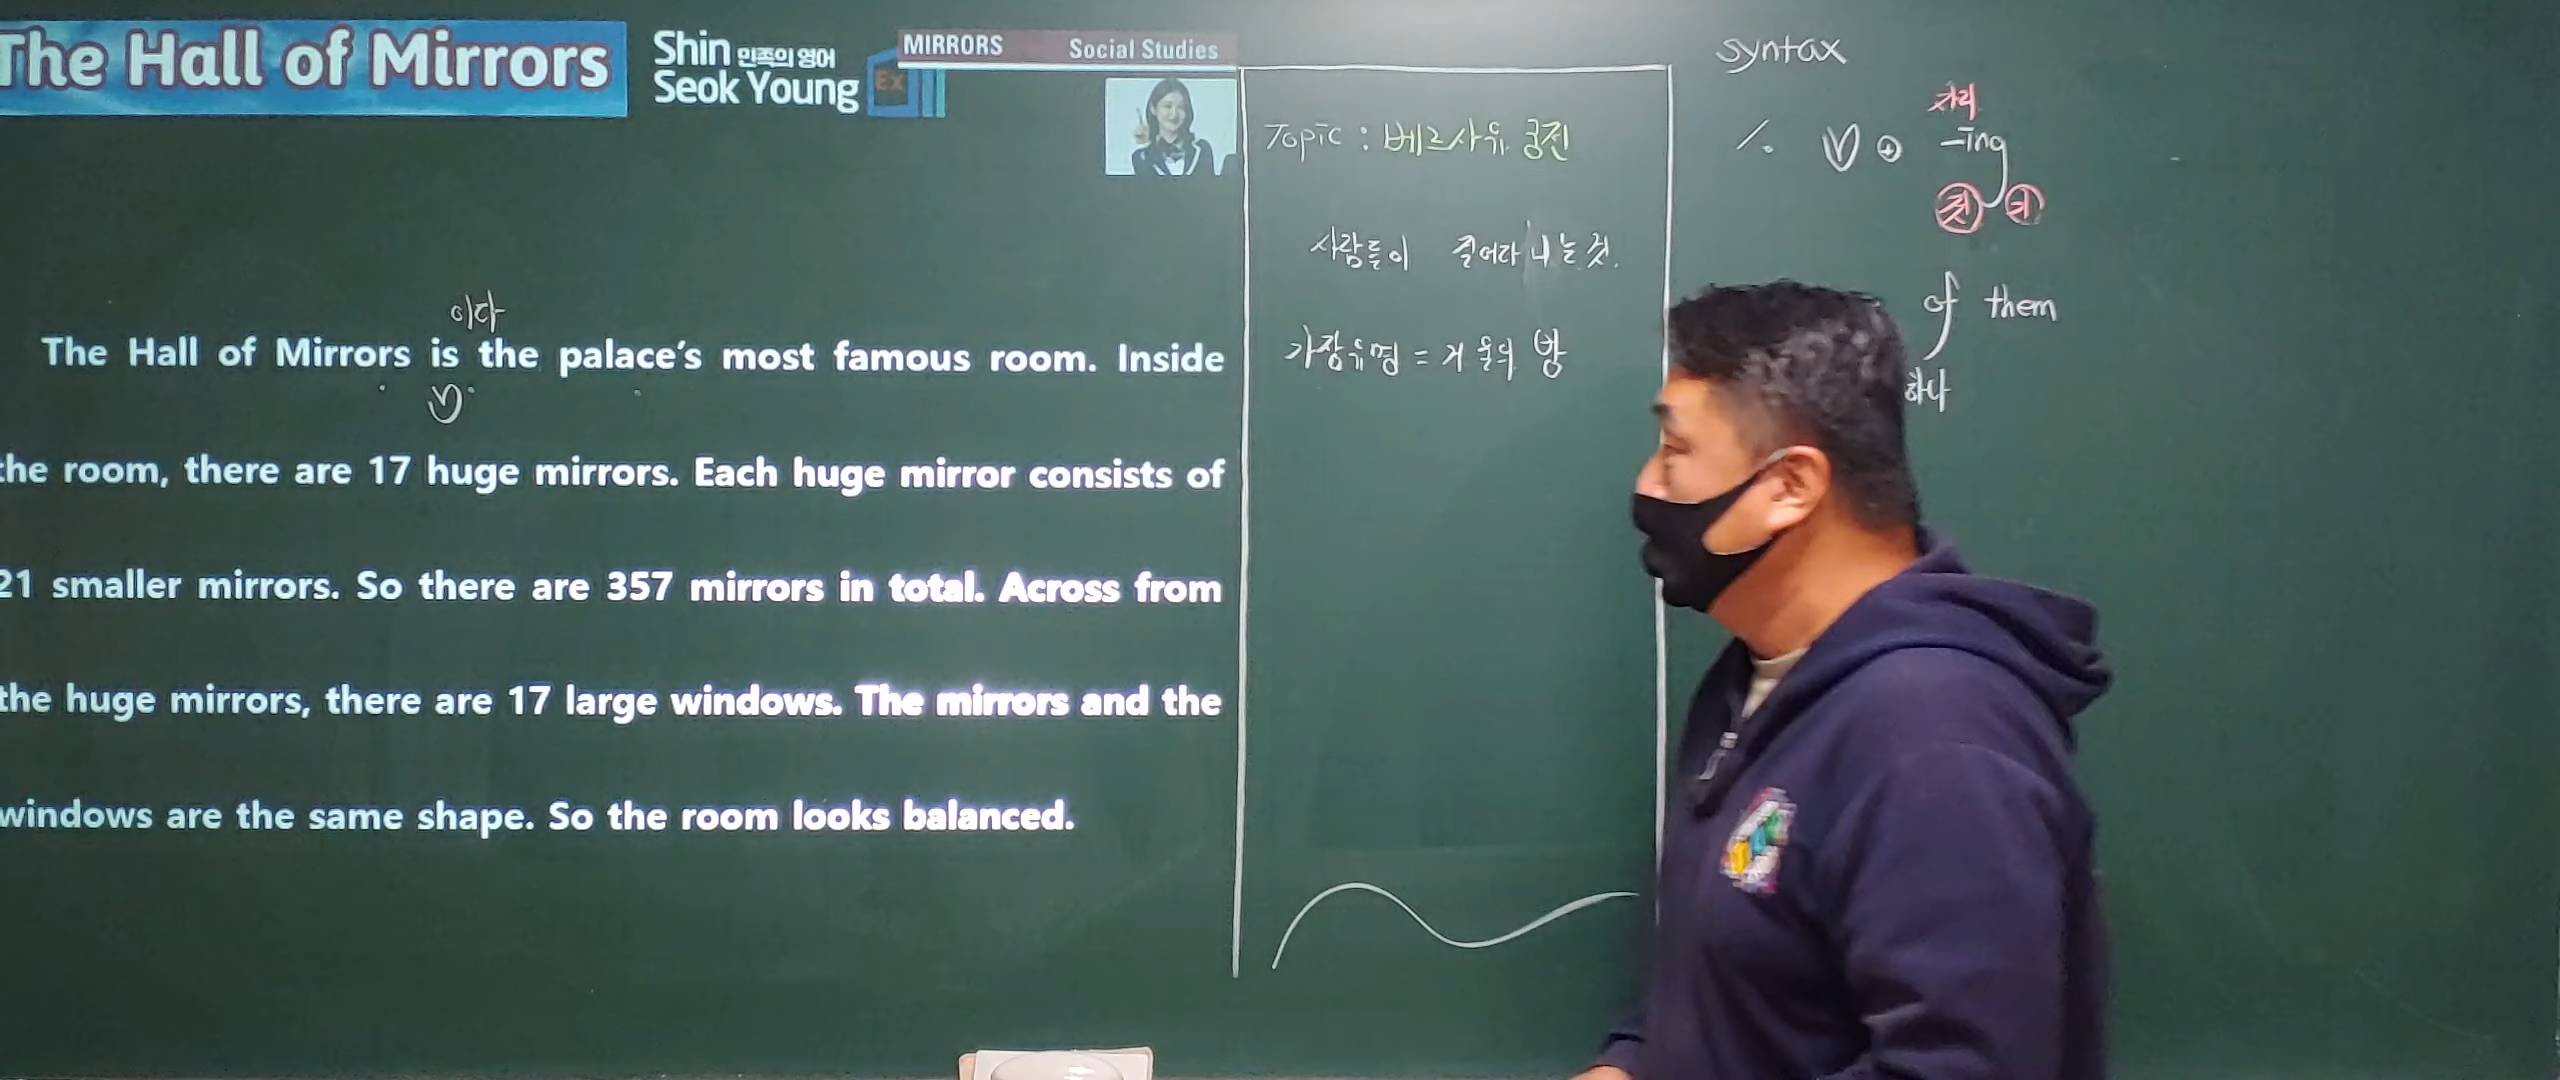 The Hall of Mirrors
Shin 민족의 영어
Seok Young
Ex
MIRRORS Social Studies
이다
The Hall of Mirrors is the palace's most famous room. Inside
the room, there are 17 huge mirrors. Each huge mirror consists of
21 smaller mirrors. So there are 357 mirrors in total. Across from
the huge mirrors, there are 17 large windows. The mirrors and the
windows are the same shape. So the room looks balanced.
Topic : 베르사유 궁전
사람들이 걸어다니는 것.
가장 유명 = 거울의 방
syntax
1. V + -ing
것
of them
하나